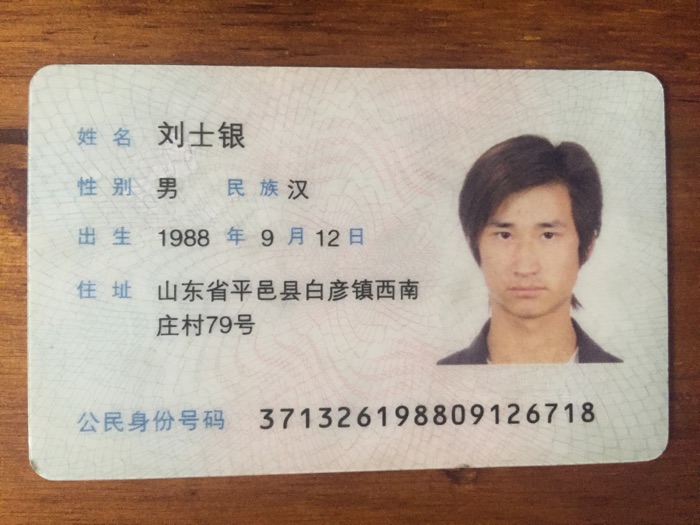 姓名 刘士银
性别 男 民族 汉
出生 1988 年 9 月 12 日
住址 山东省平邑县白彦镇西南
庄村79号
公民身份号码 371326198809126718